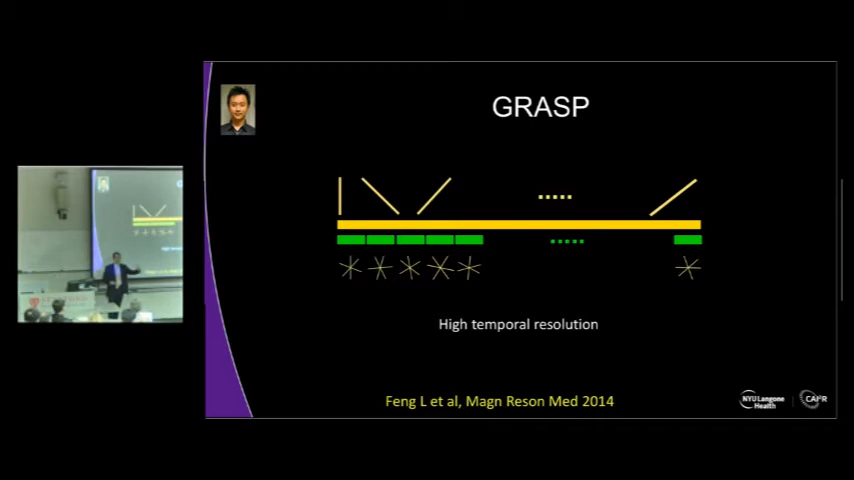 GRASP
High temporal resolution
Feng L et al, Magn Reson Med 2014
NYU Langone
Health
CAI²R